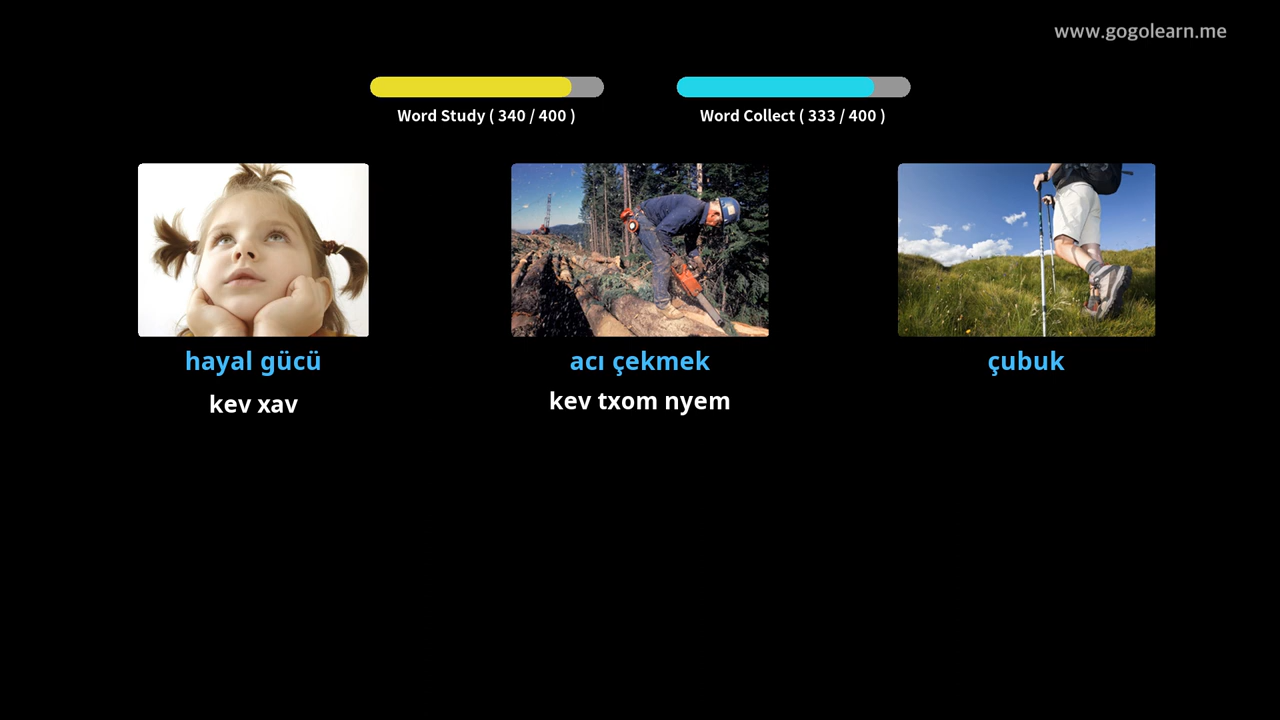 www.gogolearn.me
Word Study ( 340 / 400 )
Word Collect ( 333 / 400 )
hayal gücü
acı çekmek
çubuk
kev xav
kev txom nyem